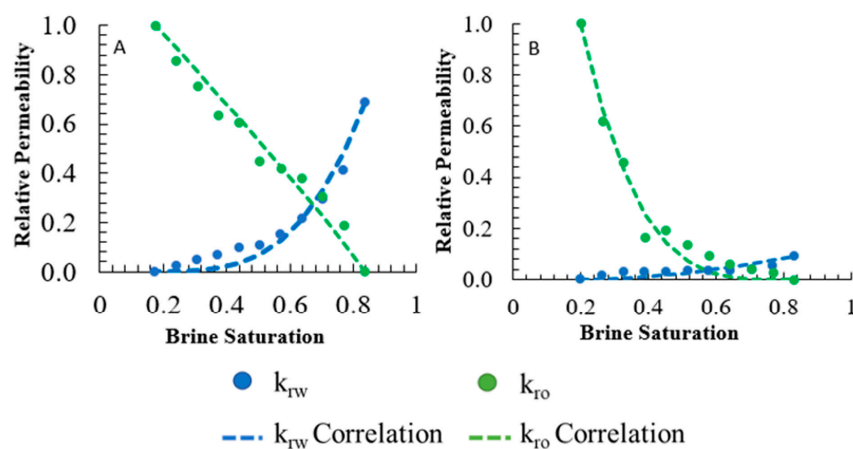 A
Relative Permeability
1.0
0.8
0.6
0.4
0.2
0.0
0 0.2 0.4 0.6 0.8 1
Brine Saturation
B
Relative Permeability
1.0
0.8
0.6
0.4
0.2
0.0
0 0.2 0.4 0.6 0.8 1
Brine Saturation
krw
kro
krw Correlation
kro Correlation